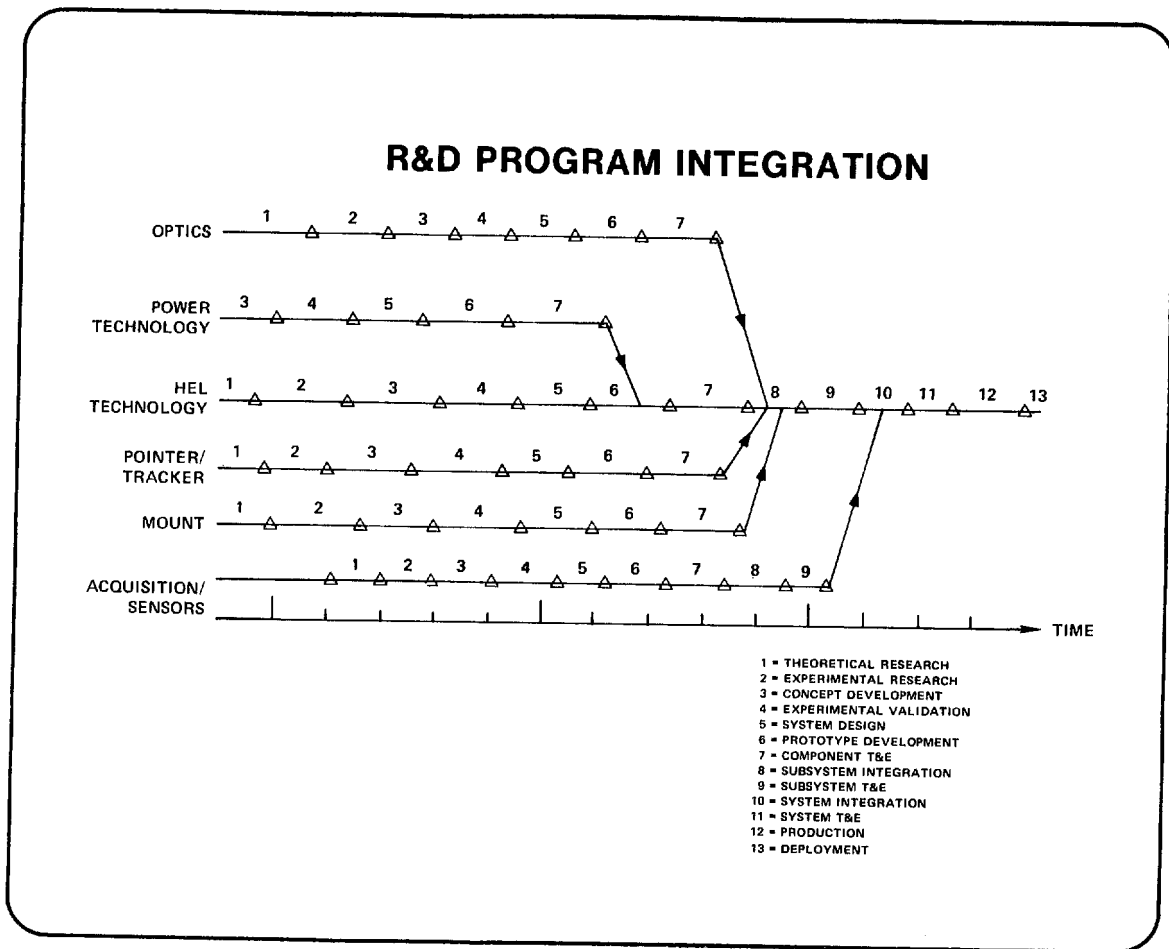 R&D PROGRAM INTEGRATION
1 2 3 4 5 6 7
OPTICS
3 4 5 6 7
POWER
TECHNOLOGY
HEL
TECHNOLOGY
1 2 3 4 5 6 7 8 9 10 11 12 13
POINTER/
TRACKER
1 2 3 4 5 6 7
MOUNT
1 2 3 4 5 6 7
ACQUISITION/
SENSORS
1 2 3 4 5 6 7 8 9
TIME
1 = THEORETICAL RESEARCH
2 = EXPERIMENTAL RESEARCH
3 = CONCEPT DEVELOPMENT
4 = EXPERIMENTAL VALIDATION
5 = SYSTEM DESIGN
6 = PROTOTYPE DEVELOPMENT
7 = COMPONENT T&E
8 = SUBSYSTEM INTEGRATION
9 = SUBSYSTEM T&E
10 = SYSTEM INTEGRATION
11 = SYSTEM T&E
12 = PRODUCTION
13 = DEPLOYMENT